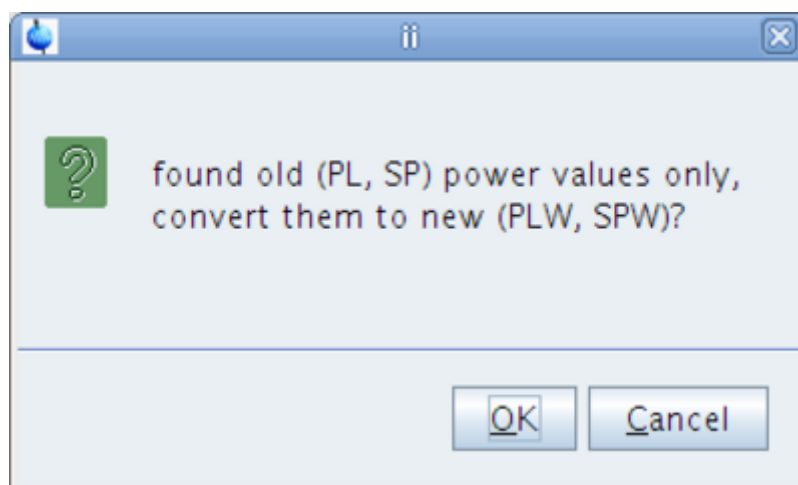 ii
found old (PL, SP) power values only,
convert them to new (PLW, SPW)?
OK
Cancel